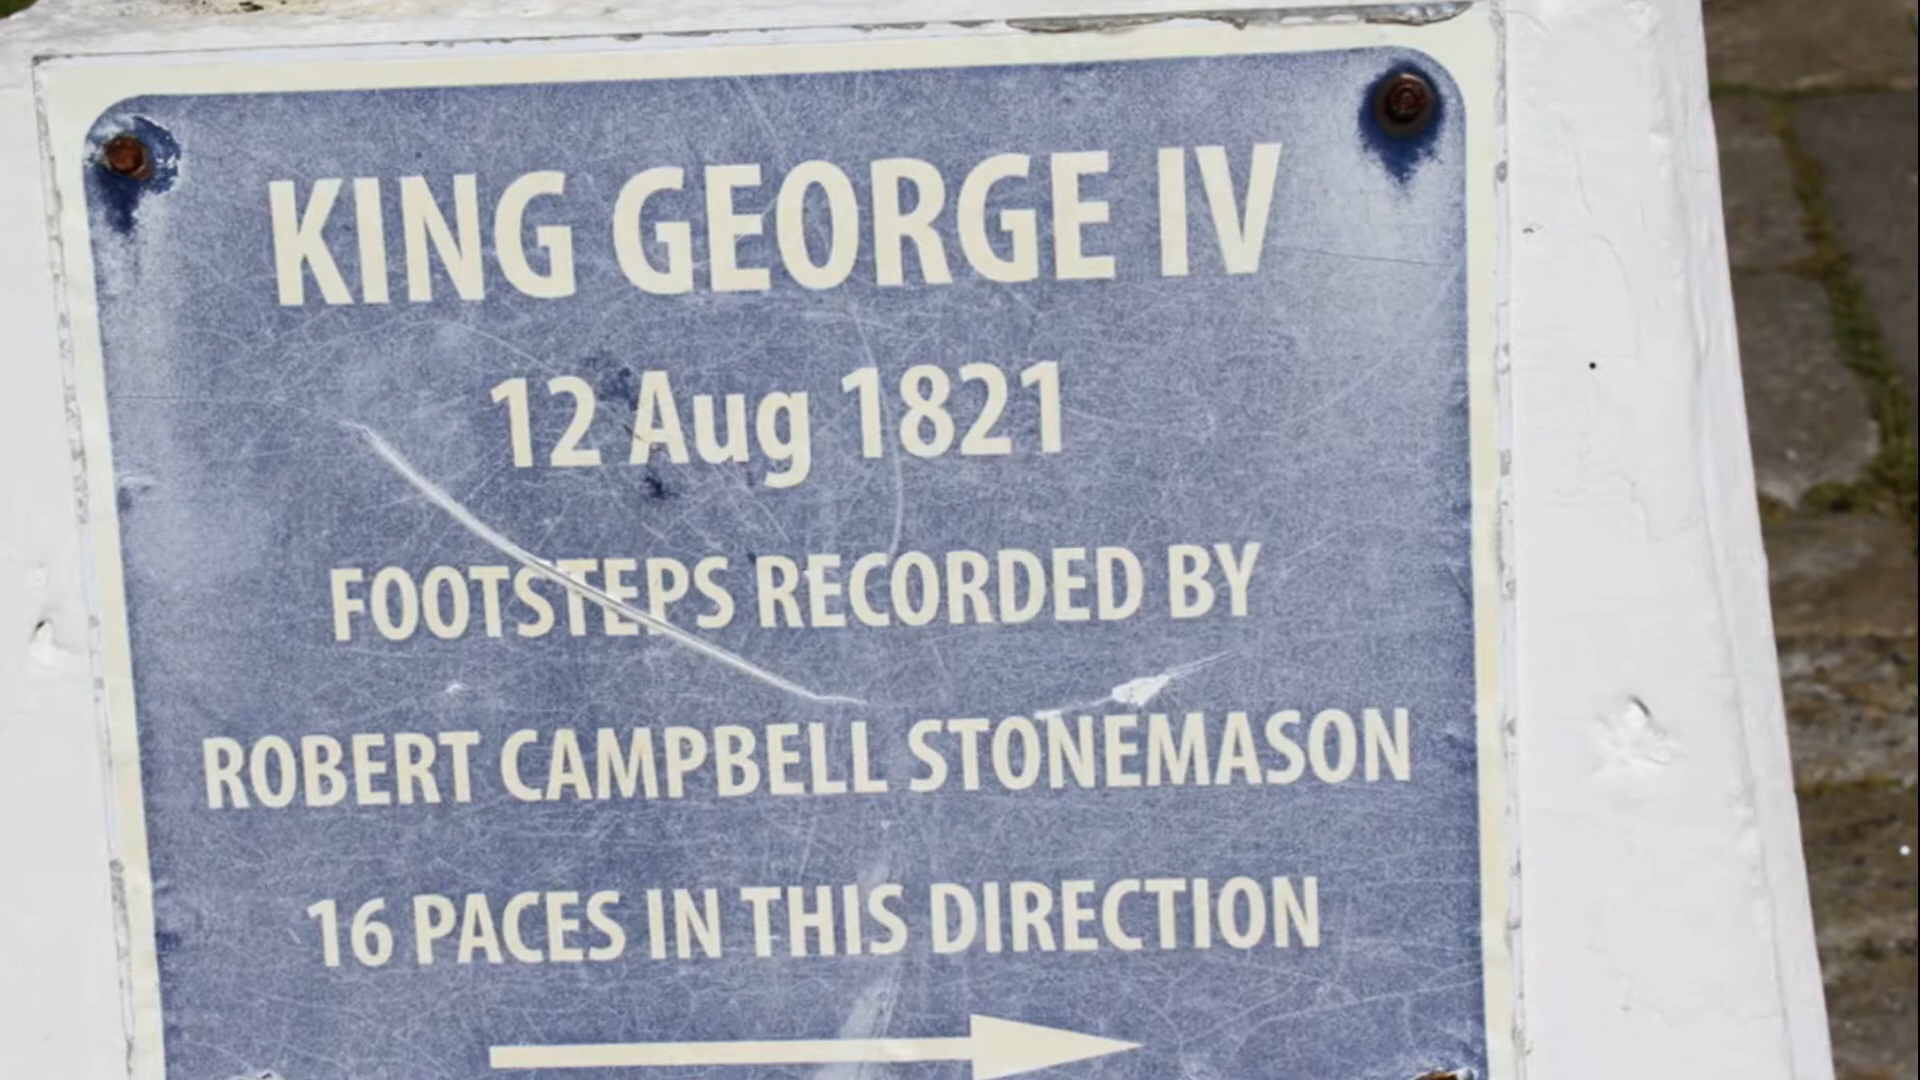 KING GEORGE IV
12 Aug 1821
FOOTSTEPS RECORDED BY
ROBERT CAMPBELL STONEMASON
16 PACES IN THIS DIRECTION